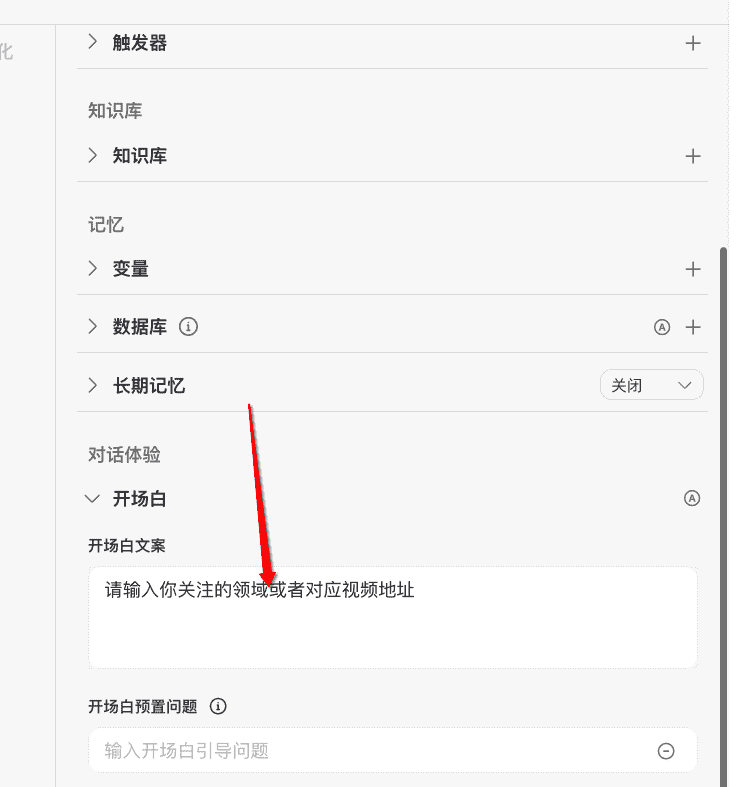 化
触发器
知识库
知识库
记忆
变量
数据库
A
长期记忆
关闭
对话体验
开场白
A
开场白文案
请输入你关注的领域或者对应视频地址
开场白预置问题
输入开场白引导问题